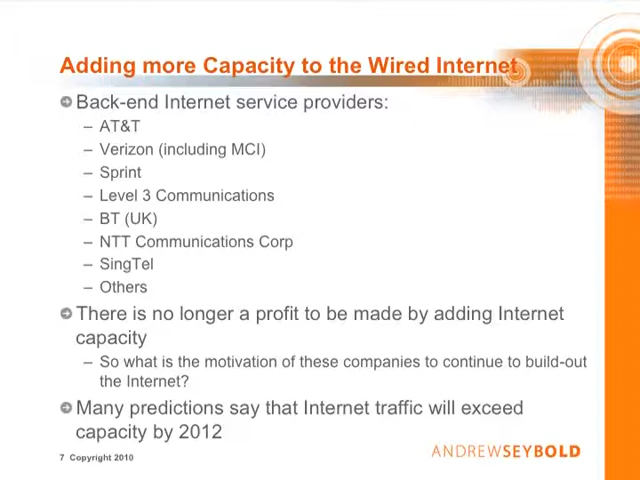 Adding more Capacity to the Wired Internet
Back-end Internet service providers:
– AT&T
– Verizon (including MCI)
– Sprint
– Level 3 Communications
– BT (UK)
– NTT Communications Corp
– SingTel
– Others
There is no longer a profit to be made by adding Internet
capacity
– So what is the motivation of these companies to continue to build-out
the Internet?
Many predictions say that Internet traffic will exceed
capacity by 2012
7 Copyright 2010
ANDREWSEYBOLD